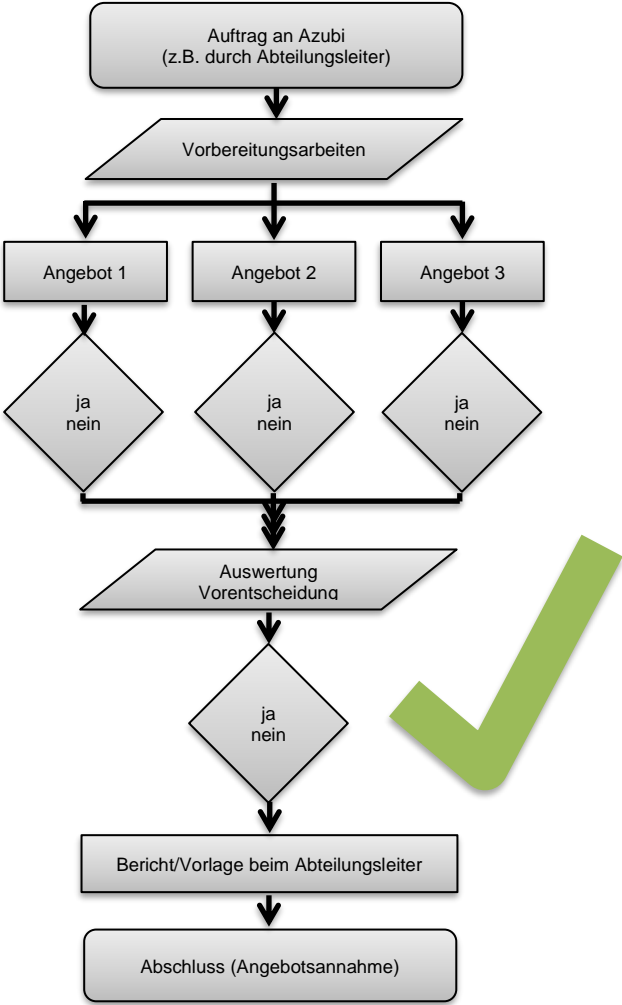 Auftrag an Azubi
(z.B. durch Abteilungsleiter)
Vorbereitungsarbeiten
Angebot 1
Angebot 2
Angebot 3
ja
nein
ja
nein
ja
nein
Auswertung
Vorentscheidung
ja
nein
Bericht/Vorlage beim Abteilungsleiter
Abschluss (Angebotsannahme)